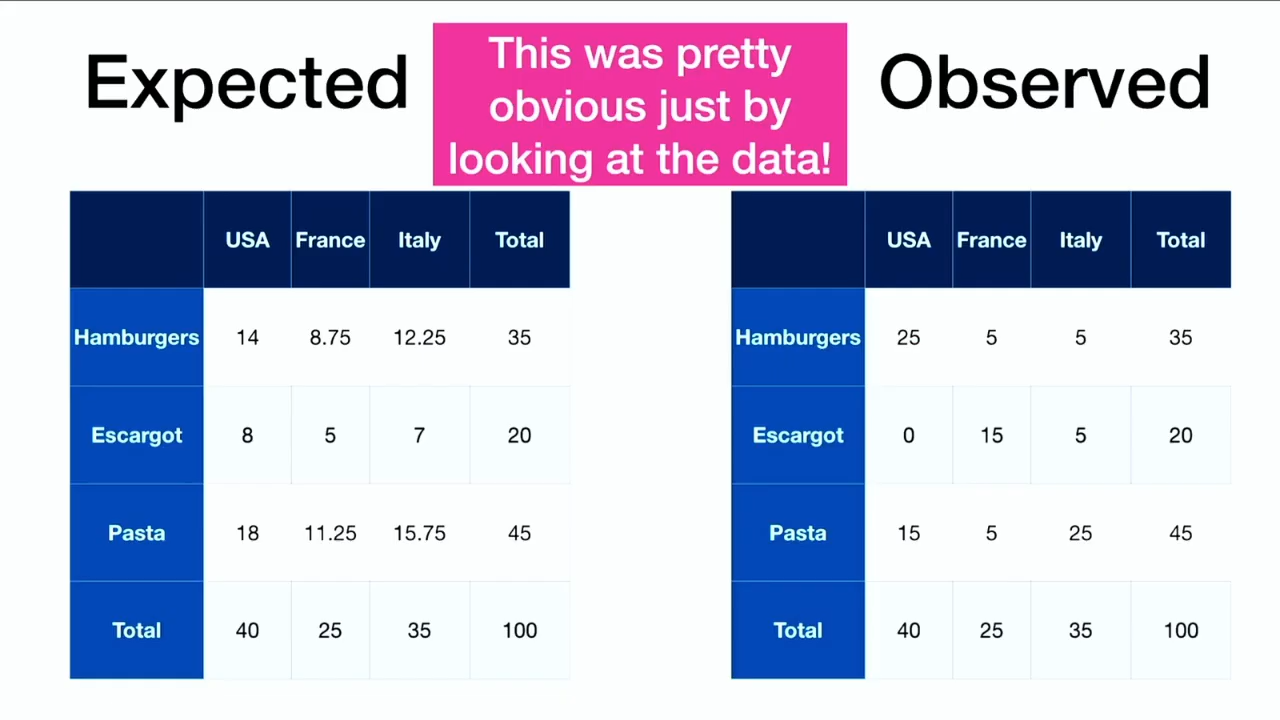 Expected
This was pretty
obvious just by
looking at the data!
Observed
USA France Italy Total
Hamburgers 14 8.75 12.25 35
Escargot 8 5 7 20
Pasta 18 11.25 15.75 45
Total 40 25 35 100
USA France Italy Total
Hamburgers 25 5 5 35
Escargot 0 15 5 20
Pasta 15 5 25 45
Total 40 25 35 100